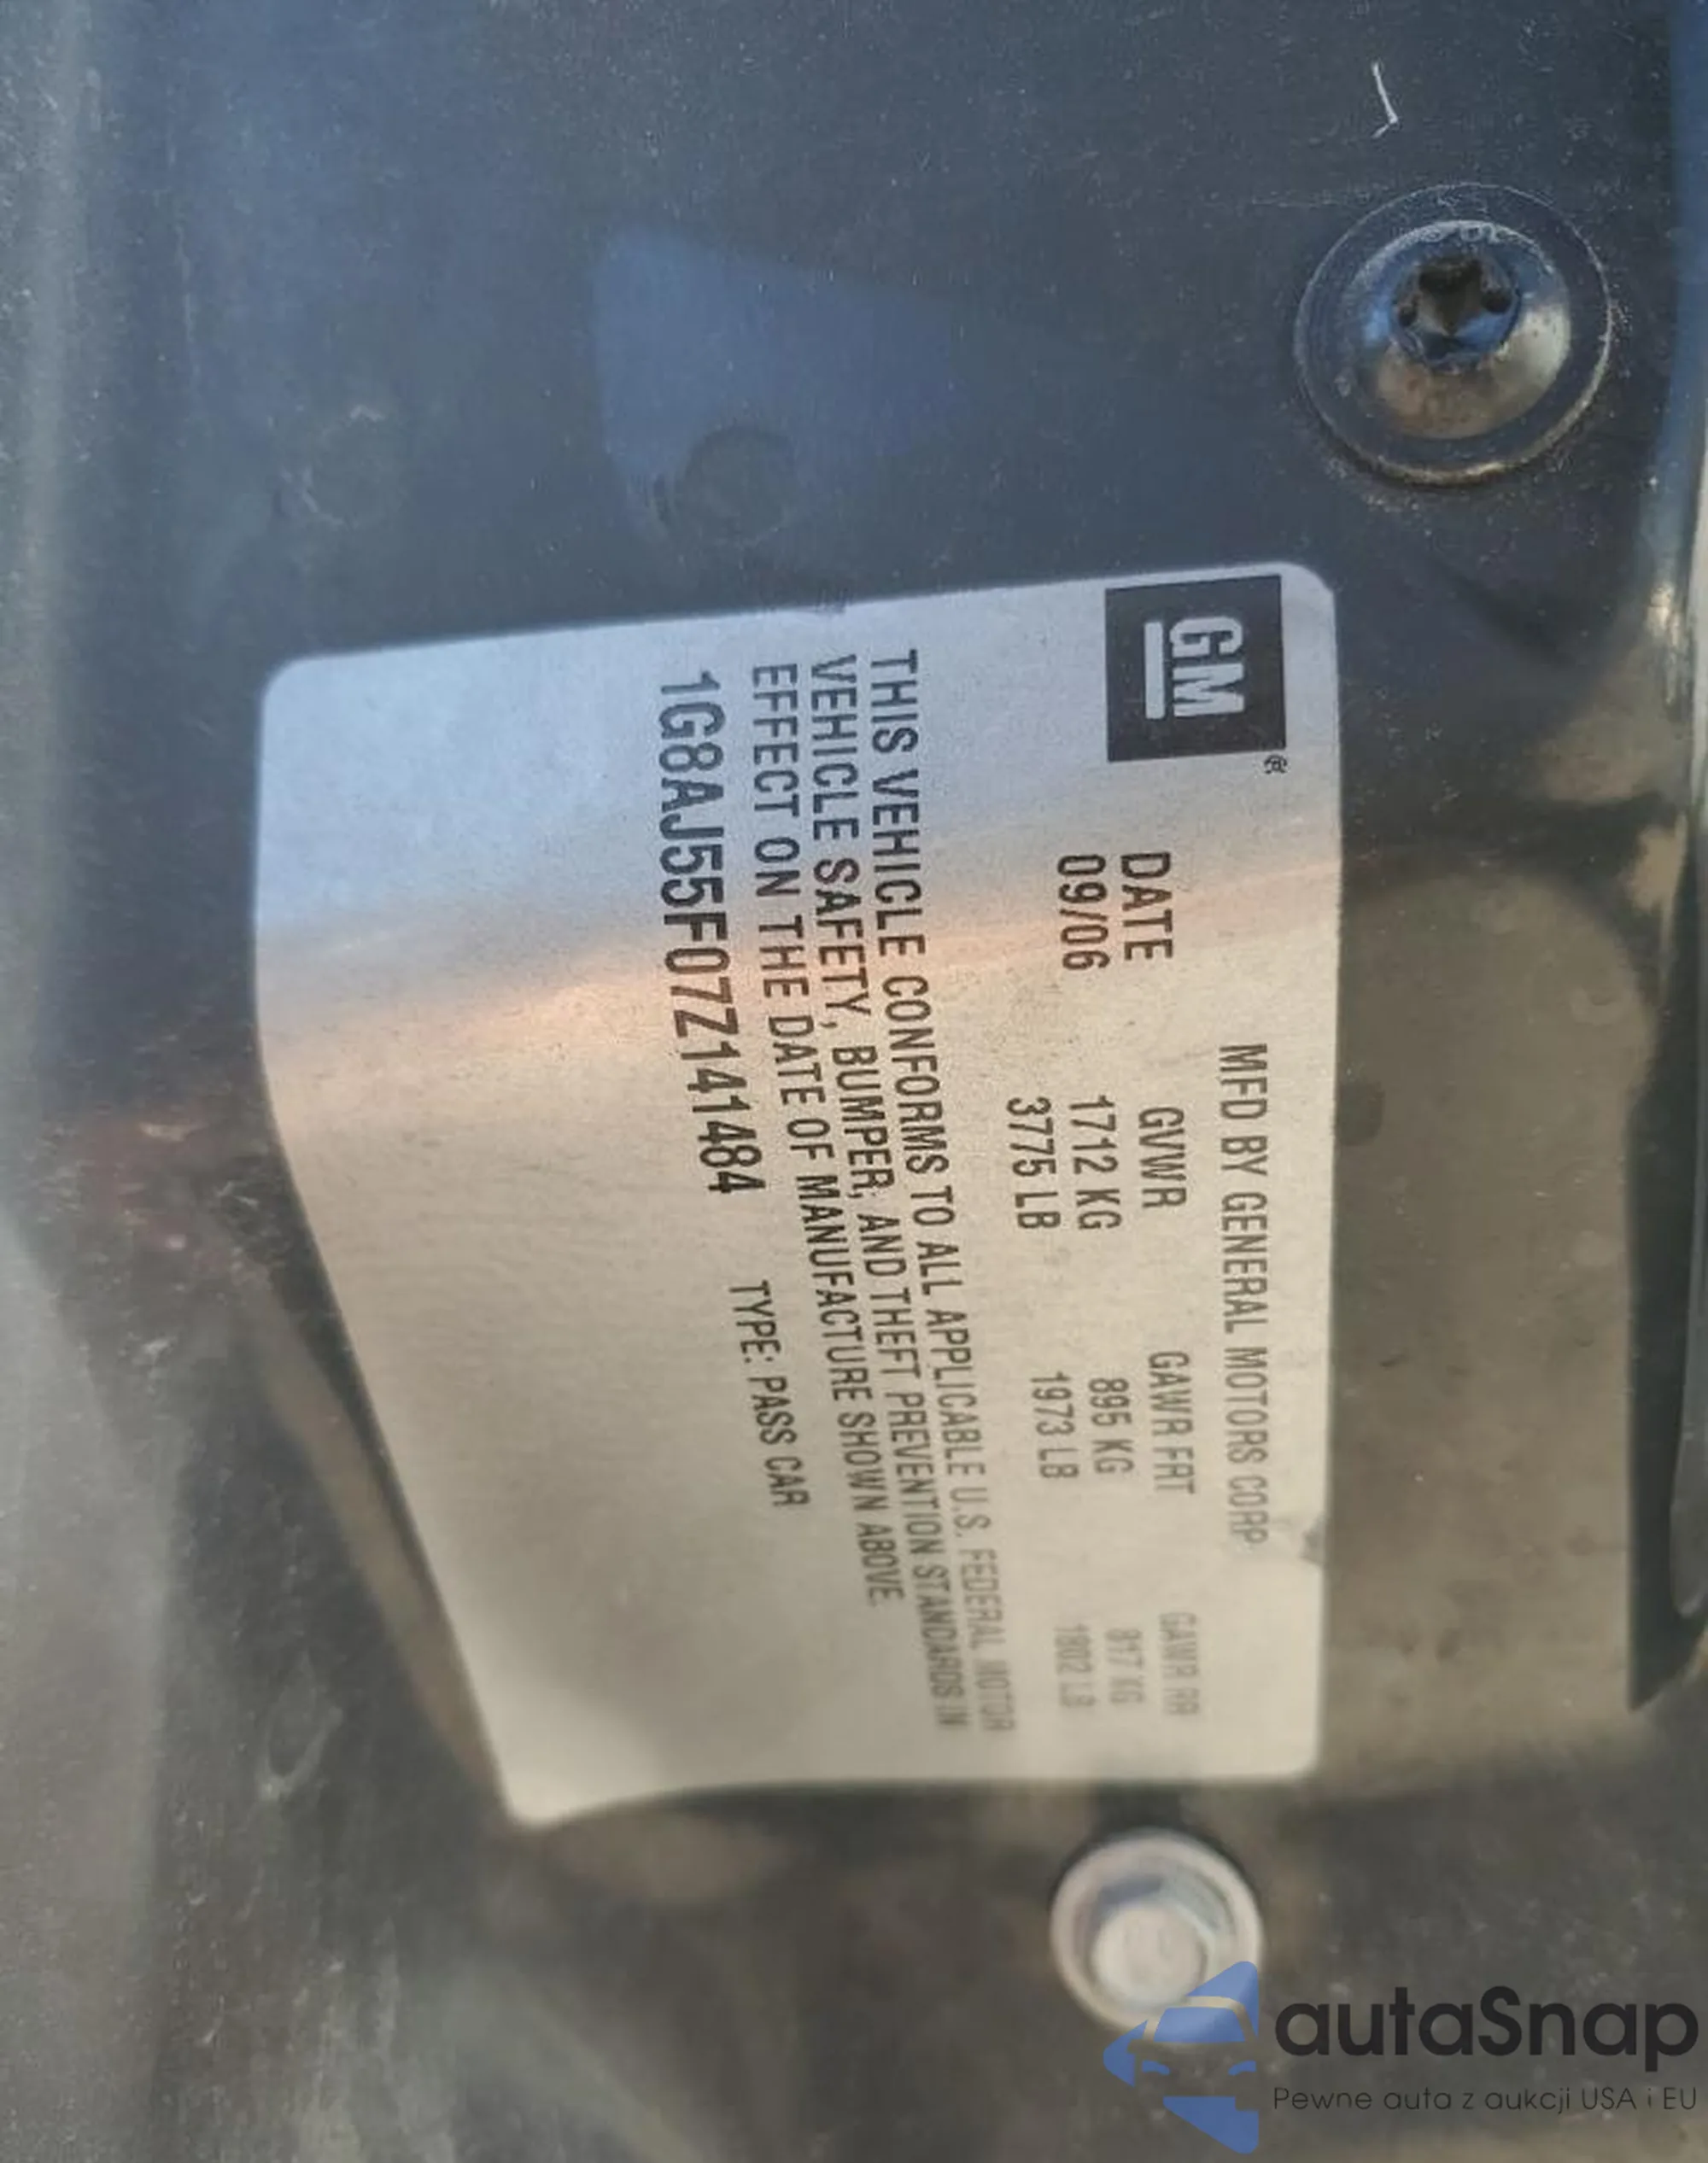 GM®
MFD BY GENERAL MOTORS CORP
DATE GVWR GAWR FRT GAWR RR
09/06 1712 KG 895 KG 817 KG
3775 LB 1973 LB 1802 LB
THIS VEHICLE CONFORMS TO ALL APPLICABLE U.S. FEDERAL MOTOR
VEHICLE SAFETY, BUMPER, AND THEFT PREVENTION STANDARDS IN
EFFECT ON THE DATE OF MANUFACTURE SHOWN ABOVE
1G8AJ55F07Z141484 TYPE: PASS CAR
autaSnap
Pewne auta z aukcji USA i EU